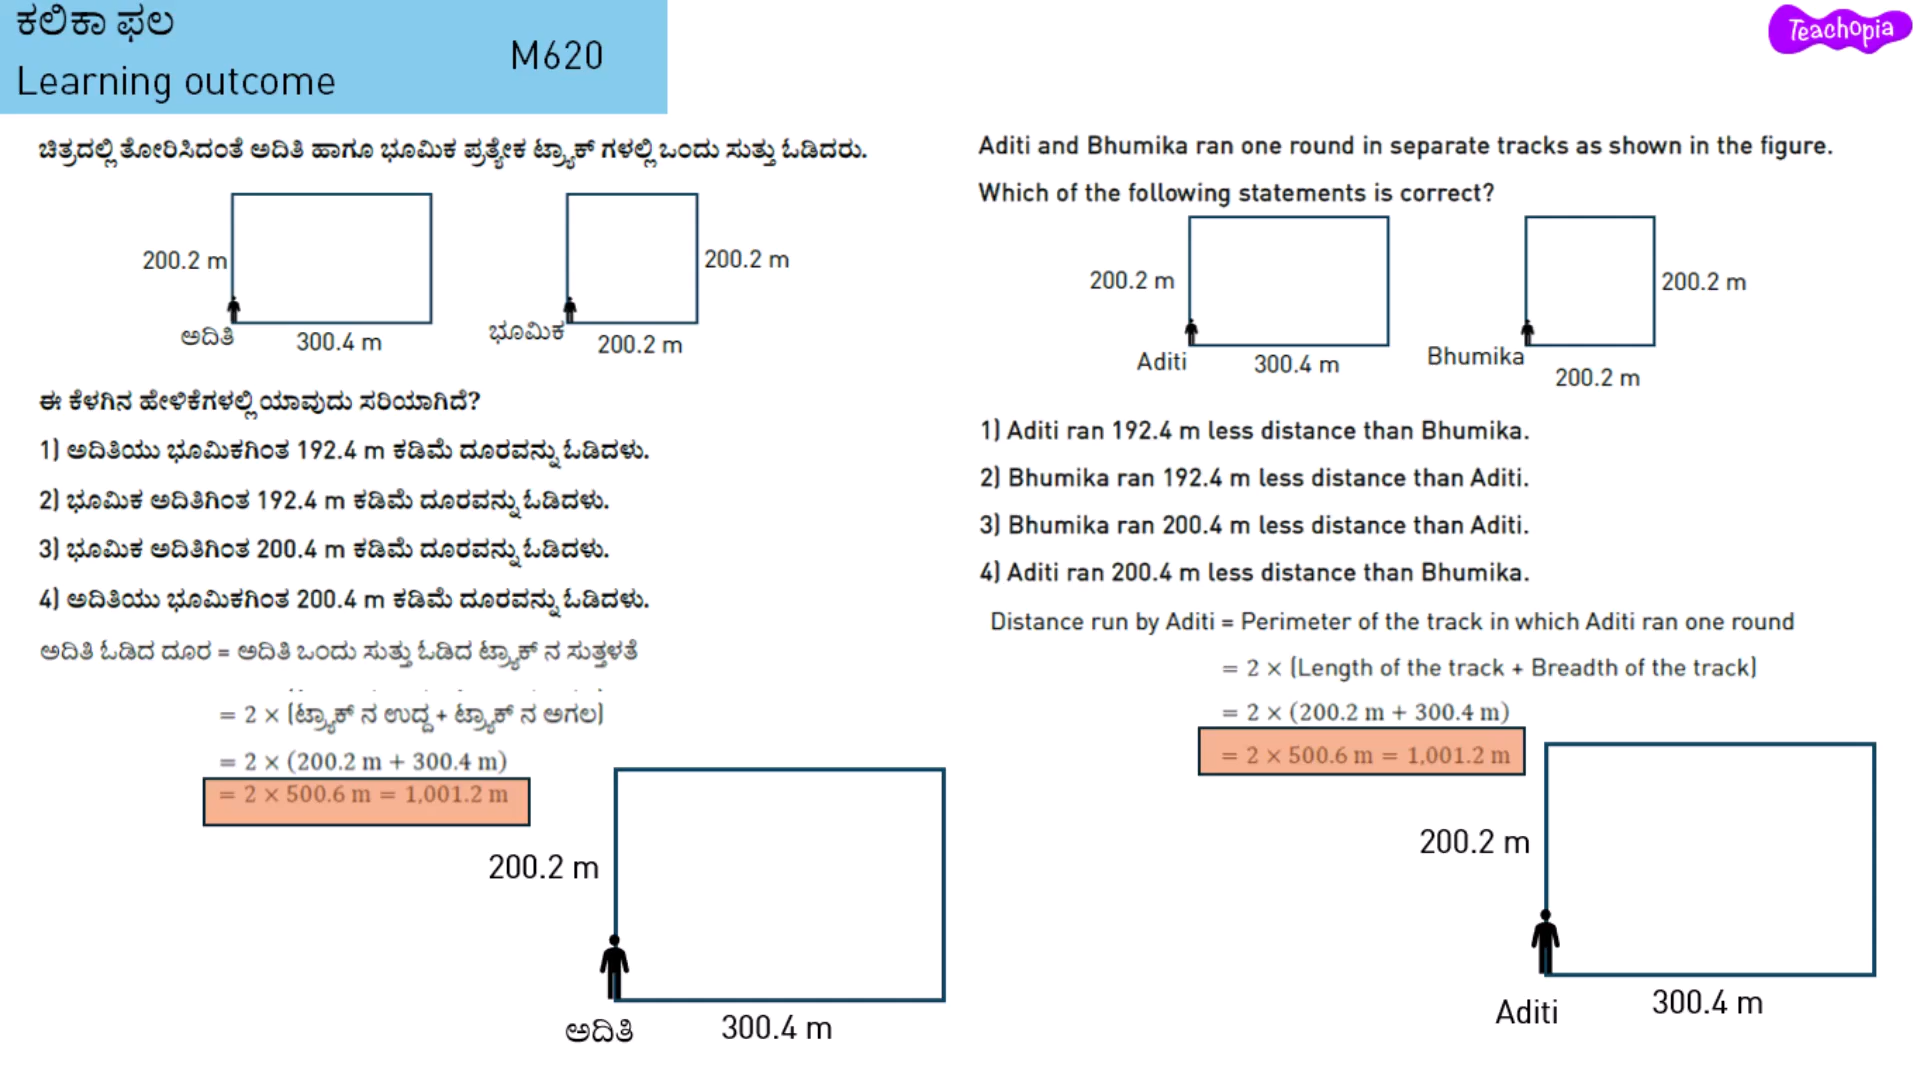 ಕಲಿಕಾ ಫಲ
Learning outcome
M620
Teachopia
ಚಿತ್ರದಲ್ಲಿ ತೋರಿಸಿದಂತೆ ಅದಿತಿ ಹಾಗೂ ಭೂಮಿಕ ಪ್ರತ್ಯೇಕ ಟ್ರ್ಯಾಕ್ ಗಳಲ್ಲಿ ಒಂದು ಸುತ್ತು ಓಡಿದರು.
200.2 m
200.2 m
ಅದಿತಿ
300.4 m
ಭೂಮಿಕ
200.2 m
ಈ ಕೆಳಗಿನ ಹೇಳಿಕೆಗಳಲ್ಲಿ ಯಾವುದು ಸರಿಯಾಗಿದೆ?
1) ಅದಿತಿಯು ಭೂಮಿಕಗಿಂತ 192.4 m ಕಡಿಮೆ ದೂರವನ್ನು ಓಡಿದಳು.
2) ಭೂಮಿಕ ಅದಿತಿಗಿಂತ 192.4 m ಕಡಿಮೆ ದೂರವನ್ನು ಓಡಿದಳು.
3) ಭೂಮಿಕ ಅದಿತಿಗಿಂತ 200.4 m ಕಡಿಮೆ ದೂರವನ್ನು ಓಡಿದಳು.
4) ಅದಿತಿಯು ಭೂಮಿಕಗಿಂತ 200.4 m ಕಡಿಮೆ ದೂರವನ್ನು ಓಡಿದಳು.
ಅದಿತಿ ಓಡಿದ ದೂರ = ಅದಿತಿ ಒಂದು ಸುತ್ತು ಓಡಿದ ಟ್ರ್ಯಾಕ್ ನ ಸುತ್ತಳತೆ
= 2 × (ಟ್ರ್ಯಾಕ್ ನ ಉದ್ದ + ಟ್ರ್ಯಾಕ್ ನ ಅಗಲ)
= 2 × (200.2 m + 300.4 m)
= 2 × 500.6 m = 1,001.2 m
200.2 m
ಅದಿತಿ
300.4 m
Aditi and Bhumika ran one round in separate tracks as shown in the figure.
Which of the following statements is correct?
200.2 m
200.2 m
Aditi
300.4 m
Bhumika
200.2 m
1) Aditi ran 192.4 m less distance than Bhumika.
2) Bhumika ran 192.4 m less distance than Aditi.
3) Bhumika ran 200.4 m less distance than Aditi.
4) Aditi ran 200.4 m less distance than Bhumika.
Distance run by Aditi = Perimeter of the track in which Aditi ran one round
= 2 × (Length of the track + Breadth of the track)
= 2 × (200.2 m + 300.4 m)
= 2 × 500.6 m = 1,001.2 m
200.2 m
Aditi
300.4 m